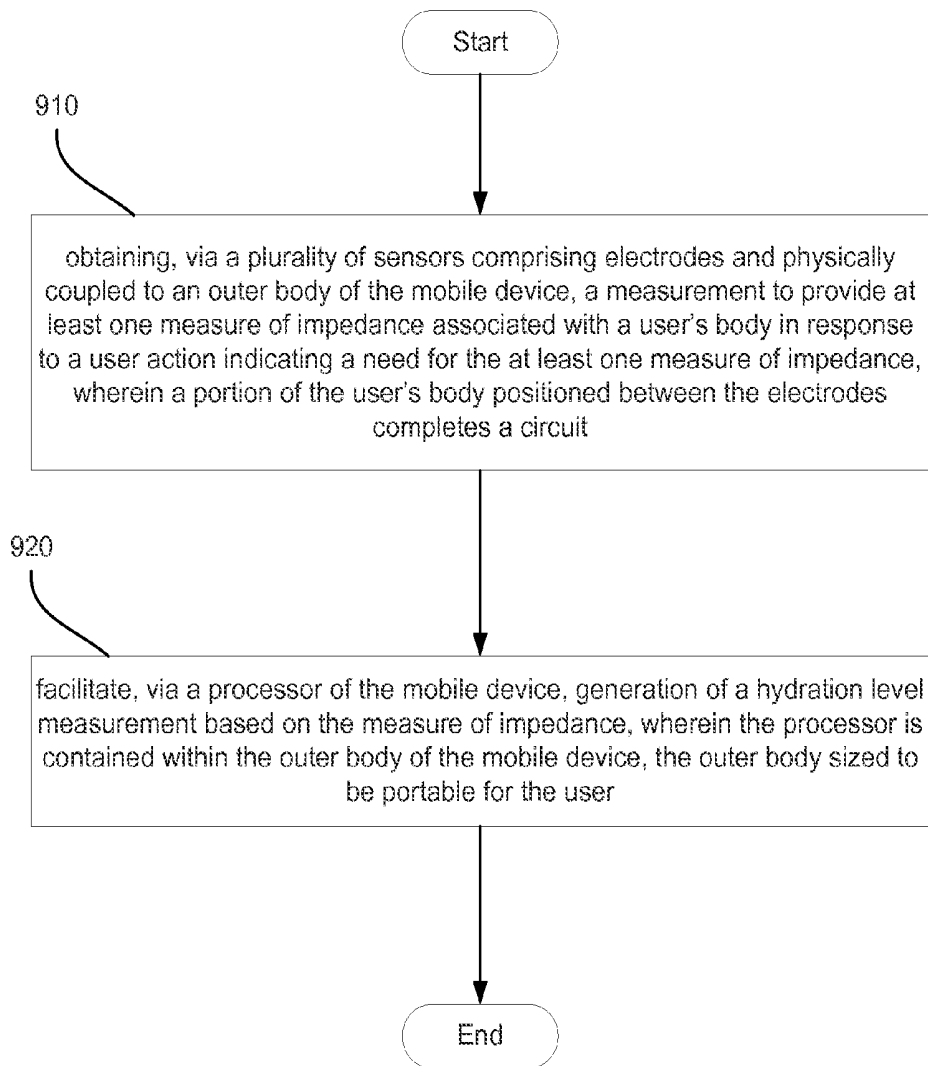 Start
910
obtaining, via a plurality of sensors comprising electrodes and physically
coupled to an outer body of the mobile device, a measurement to provide at
least one measure of impedance associated with a user's body in response
to a user action indicating a need for the at least one measure of impedance,
wherein a portion of the user's body positioned between the electrodes
completes a circuit
920
facilitate, via a processor of the mobile device, generation of a hydration level
measurement based on the measure of impedance, wherein the processor is
contained within the outer body of the mobile device, the outer body sized to
be portable for the user
End